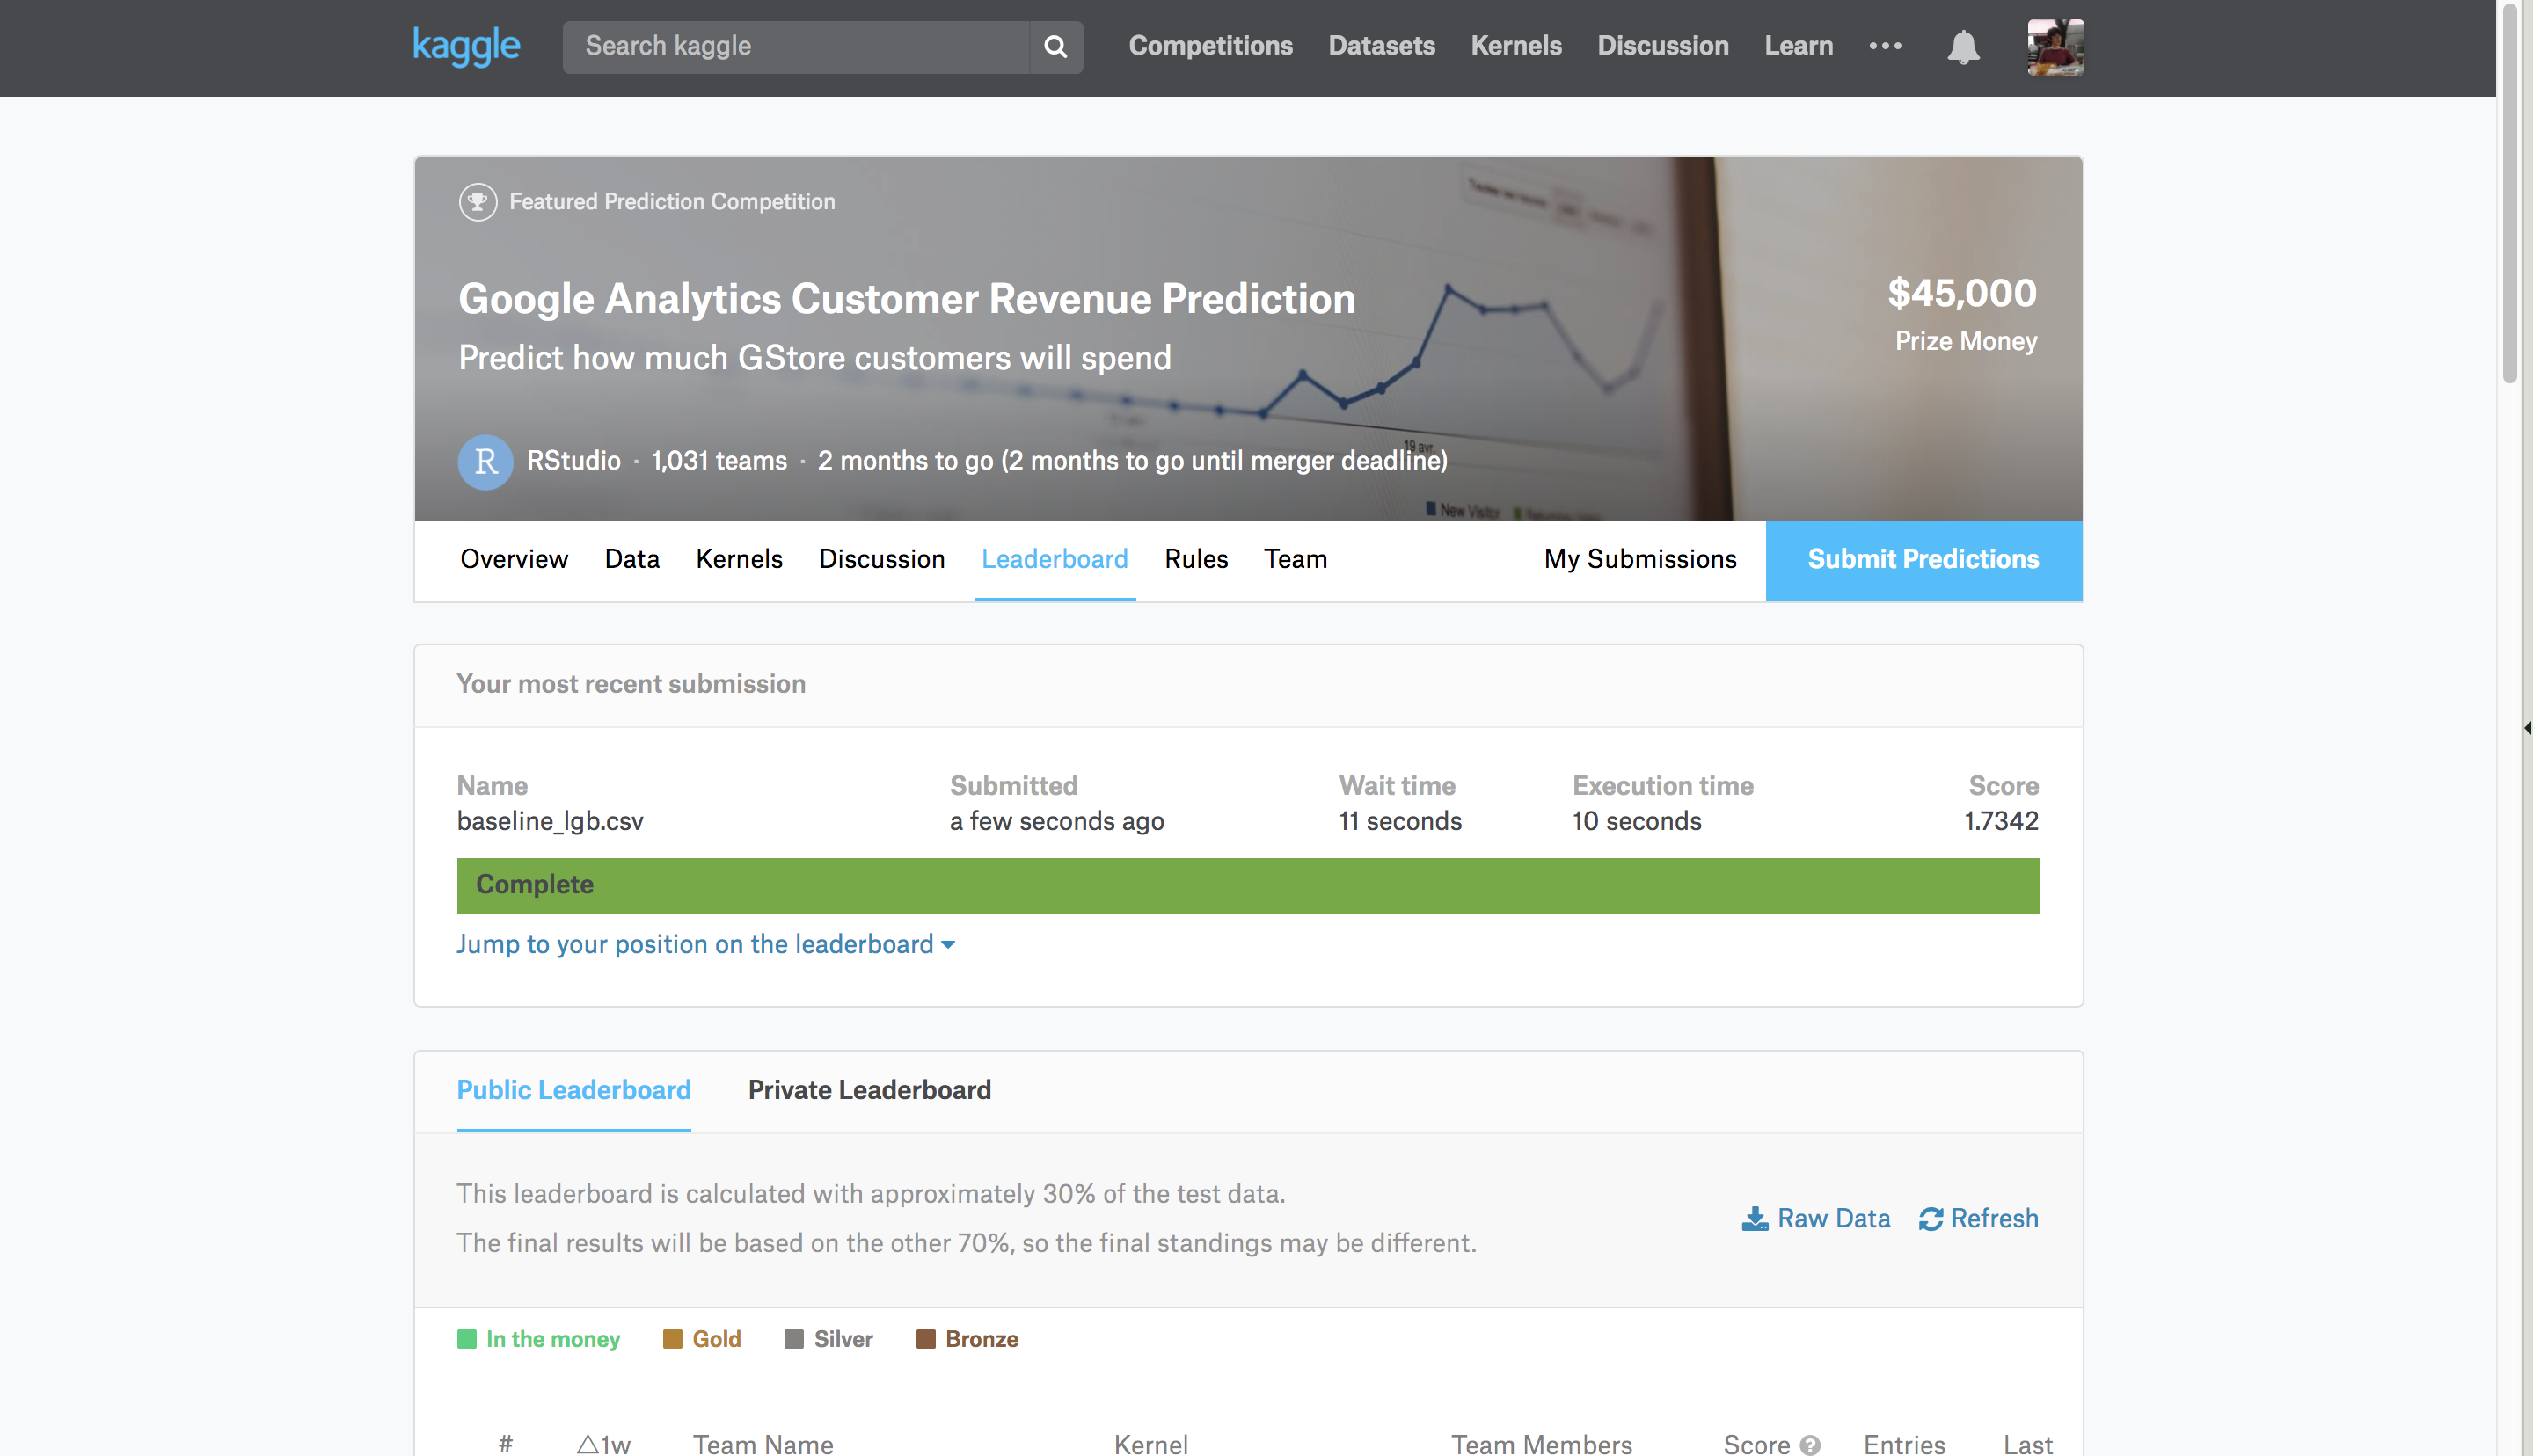 kaggle Search kaggle Competitions Datasets Kernels Discussion Learn
Featured Prediction Competition
Google Analytics Customer Revenue Prediction
$45,000
Predict how much GStore customers will spend
Prize Money
19 avr.
RStudio · 1,031 teams · 2 months to go (2 months to go until merger deadline)
New Visitor
Overview Data Kernels Discussion Leaderboard Rules Team My Submissions Submit Predictions
Your most recent submission
Name Submitted Wait time Execution time Score
baseline_lgb.csv a few seconds ago 11 seconds 10 seconds 1.7342
Complete
Jump to your position on the leaderboard
Public Leaderboard Private Leaderboard
This leaderboard is calculated with approximately 30% of the test data.
The final results will be based on the other 70%, so the final standings may be different.
Raw Data Refresh
In the money Gold Silver Bronze
# △1w Team Name Kernel Team Members Score ? Entries Last